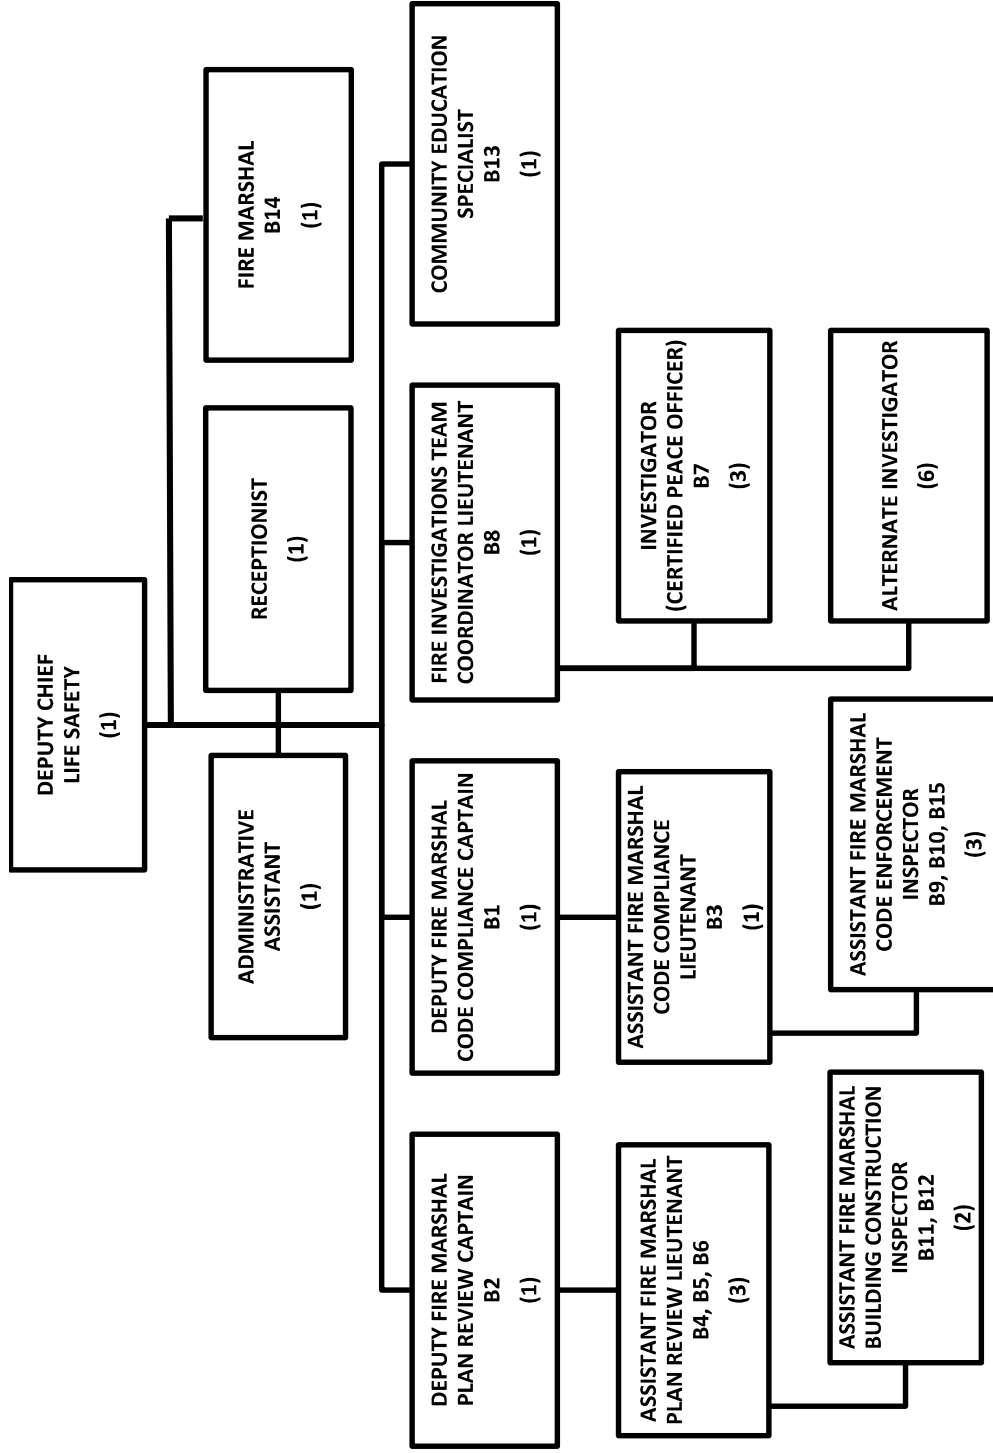 DEPUTY CHIEF
LIFE SAFETY
(1)
ADMINISTRATIVE
ASSISTANT
(1)
RECEPTIONIST
(1)
FIRE MARSHAL
B14
(1)
DEPUTY FIRE MARSHAL
PLAN REVIEW CAPTAIN
B2
(1)
DEPUTY FIRE MARSHAL
CODE COMPLIANCE CAPTAIN
B1
(1)
FIRE INVESTIGATIONS TEAM
COORDINATOR LIEUTENANT
B8
(1)
COMMUNITY EDUCATION
SPECIALIST
B13
(1)
ASSISTANT FIRE MARSHAL
PLAN REVIEW LIEUTENANT
B4, B5, B6
(3)
ASSISTANT FIRE MARSHAL
CODE COMPLIANCE
LIEUTENANT
B3
(1)
INVESTIGATOR
(CERTIFIED PEACE OFFICER)
B7
(3)
ASSISTANT FIRE MARSHAL
BUILDING CONSTRUCTION
INSPECTOR
B11, B12
(2)
ASSISTANT FIRE MARSHAL
CODE ENFORCEMENT
INSPECTOR
B9, B10, B15
(3)
ALTERNATE INVESTIGATOR
(6)